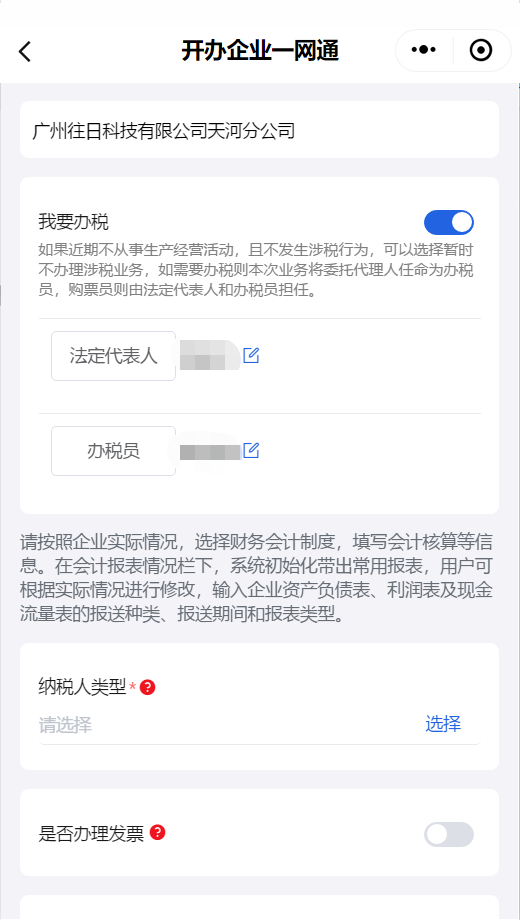 开办企业一网通
广州往日科技有限公司天河分公司
我要办税
如果近期不从事生产经营活动，且不发生涉税行为，可以选择暂时
不办理涉税业务，如需要办税则本次业务将委托代理人任命为办税
员，购票员则由法定代表人和办税员担任。
法定代表人
办税员
请按照企业实际情况，选择财务会计制度，填写会计核算等信
息。在会计报表情况栏下，系统初始化带出常用报表，用户可
根据实际情况进行修改，输入企业资产负债表、利润表及现金
流量表的报送种类、报送期间和报表类型。
纳税人类型*?
请选择 选择
是否办理发票?